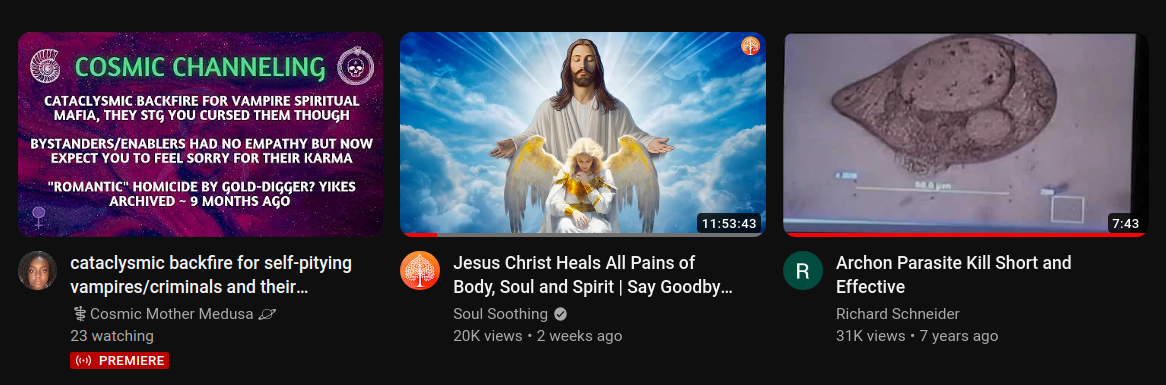 COSMIC CHANNELING
CATACLYSMIC BACKFIRE FOR VAMPIRE SPIRITUAL
MAFIA, THEY STG YOU CURSED THEM THOUGH
BYSTANDERS/ENABLERS HAD NO EMPATHY BUT NOW
EXPECT YOU TO FEEL SORRY FOR THEIR KARMA
"ROMANTIC" HOMICIDE BY GOLD-DIGGER? YIKES
ARCHIVED ~ 9 MONTHS AGO
cataclysmic backfire for self-pitying
vampires/criminals and their…
⚕ Cosmic Mother Medusa 🪐
23 watching
PREMIERE
11:53:43
Jesus Christ Heals All Pains of
Body, Soul and Spirit | Say Goodby…
Soul Soothing
20K views • 2 weeks ago
7:43
R
Archon Parasite Kill Short and
Effective
Richard Schneider
31K views • 7 years ago